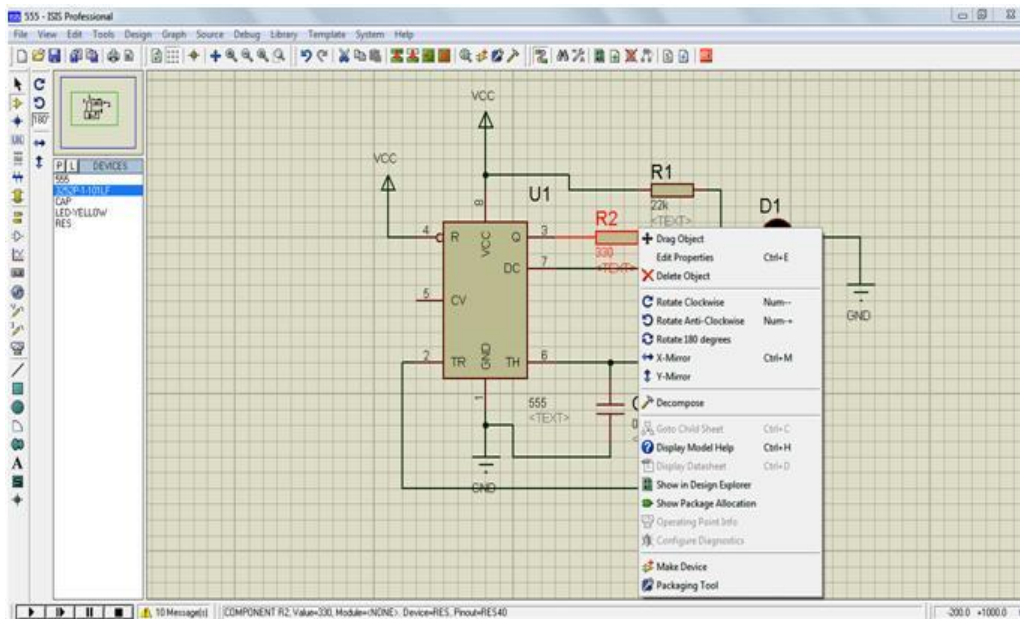 555 - ISIS Professional
File View Edit Tools Design Graph Source Debug Library Template System Help
180°
P L DEVICES
555
3252P-1-101LF
CAP
LED-YELLOW
RES
VCC
VCC
U1
R1
22k
<TEXT>
D1
R2
330
<TEXT>
8
4 R
VCC
Q 3
DC 7
5 CV
2 TR
GND
TH 6
1
555
<TEXT>
GND
GND
Drag Object
Edit Properties Ctrl+E
Delete Object
Rotate Clockwise Num--
Rotate Anti-Clockwise Num-+
Rotate 180 degrees
X-Mirror Ctrl+M
Y-Mirror
Decompose
Goto Child Sheet Ctrl+C
Display Model Help Ctrl+H
Display Datasheet Ctrl+D
Show in Design Explorer
Show Package Allocation
Operating Point Info
Configure Diagnostics
Make Device
Packaging Tool
10 Message(s)
COMPONENT R2, Value=330, Module=<NONE>, Device=RES, Pinout=RES40
-200.0 +1000.0